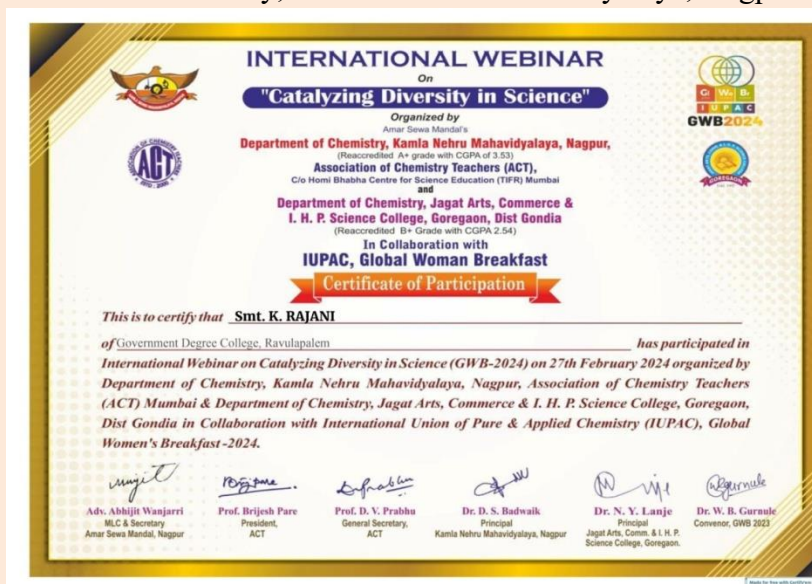 INTERNATIONAL WEBINAR
On
"Catalyzing Diversity in Science"
Organized by
Amar Sewa Mandal's
Department of Chemistry, Kamla Nehru Mahavidyalaya, Nagpur,
(Reaccredited A+ grade with CGPA of 3.53)
Association of Chemistry Teachers (ACT),
C/o Homi Bhabha Centre for Science Education (TIFR) Mumbai
and
Department of Chemistry, Jagat Arts, Commerce &
I. H. P. Science College, Goregaon, Dist Gondia
(Reaccredited B+ Grade with CGPA 2.54)
In Collaboration with
IUPAC, Global Woman Breakfast
Certificate of Participation
ACT
G W B
IUPAC
GWB2024
GOREGAON
This is to certify that Smt. K. RAJANI
of Government Degree College, Ravulapalem has participated in
International Webinar on Catalyzing Diversity in Science (GWB-2024) on 27th February 2024 organized by
Department of Chemistry, Kamla Nehru Mahavidyalaya, Nagpur, Association of Chemistry Teachers
(ACT) Mumbai & Department of Chemistry, Jagat Arts, Commerce & I. H. P. Science College, Goregaon,
Dist Gondia in Collaboration with International Union of Pure & Applied Chemistry (IUPAC), Global
Women's Breakfast -2024.
Adv. Abhijit Wanjarri
MLC & Secretary
Amar Sewa Mandal, Nagpur
Prof. Brijesh Pare
President,
ACT
Prof. D. V. Prabhu
General Secretary,
ACT
Dr. D. S. Badwaik
Principal
Kamla Nehru Mahavidyalaya, Nagpur
Dr. N. Y. Lanje
Principal
Jagat Arts, Comm. & I. H. P.
Science College, Goregaon.
Dr. W. B. Gurnule
Convenor, GWB 2023